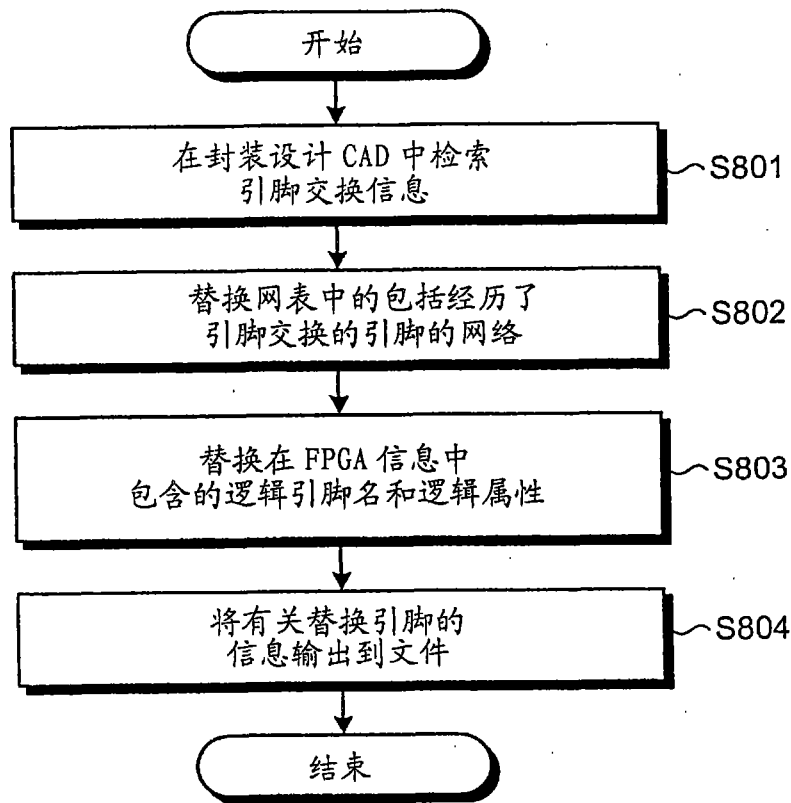 开始
在封装设计 CAD 中检索
引脚交换信息
S801
替换网表中的包括经历了
引脚交换的引脚的网络
S802
替换在 FPGA 信息中
包含的逻辑引脚名和逻辑属性
S803
将有关替换引脚的
信息输出到文件
S804
结束